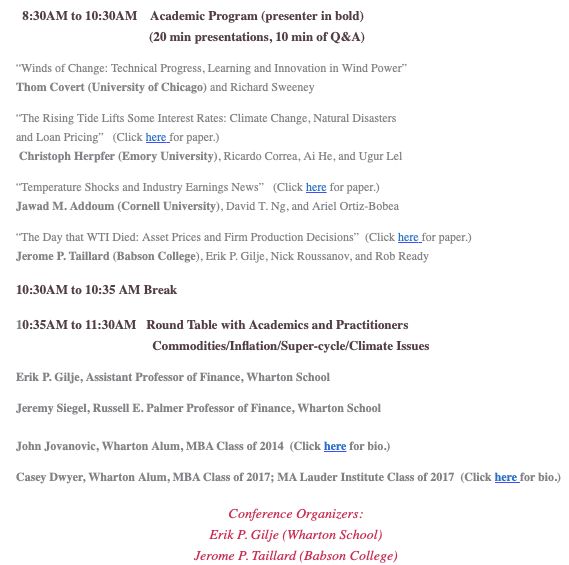 8:30AM to 10:30AM Academic Program (presenter in bold)
(20 min presentations, 10 min of Q&A)
“Winds of Change: Technical Progress, Learning and Innovation in Wind Power”
Thom Covert (University of Chicago) and Richard Sweeney
“The Rising Tide Lifts Some Interest Rates: Climate Change, Natural Disasters
and Loan Pricing” (Click here for paper.)
Christoph Herpfer (Emory University), Ricardo Correa, Ai He, and Ugur Lel
“Temperature Shocks and Industry Earnings News” (Click here for paper.)
Jawad M. Addoum (Cornell University), David T. Ng, and Ariel Ortiz-Bobea
“The Day that WTI Died: Asset Prices and Firm Production Decisions” (Click here for paper.)
Jerome P. Taillard (Babson College), Erik P. Gilje, Nick Roussanov, and Rob Ready
10:30AM to 10:35 AM Break
10:35AM to 11:30AM Round Table with Academics and Practitioners
Commodities/Inflation/Super-cycle/Climate Issues
Erik P. Gilje, Assistant Professor of Finance, Wharton School
Jeremy Siegel, Russell E. Palmer Professor of Finance, Wharton School
John Jovanovic, Wharton Alum, MBA Class of 2014 (Click here for bio.)
Casey Dwyer, Wharton Alum, MBA Class of 2017; MA Lauder Institute Class of 2017 (Click here for bio.)
Conference Organizers:
Erik P. Gilje (Wharton School)
Jerome P. Taillard (Babson College)